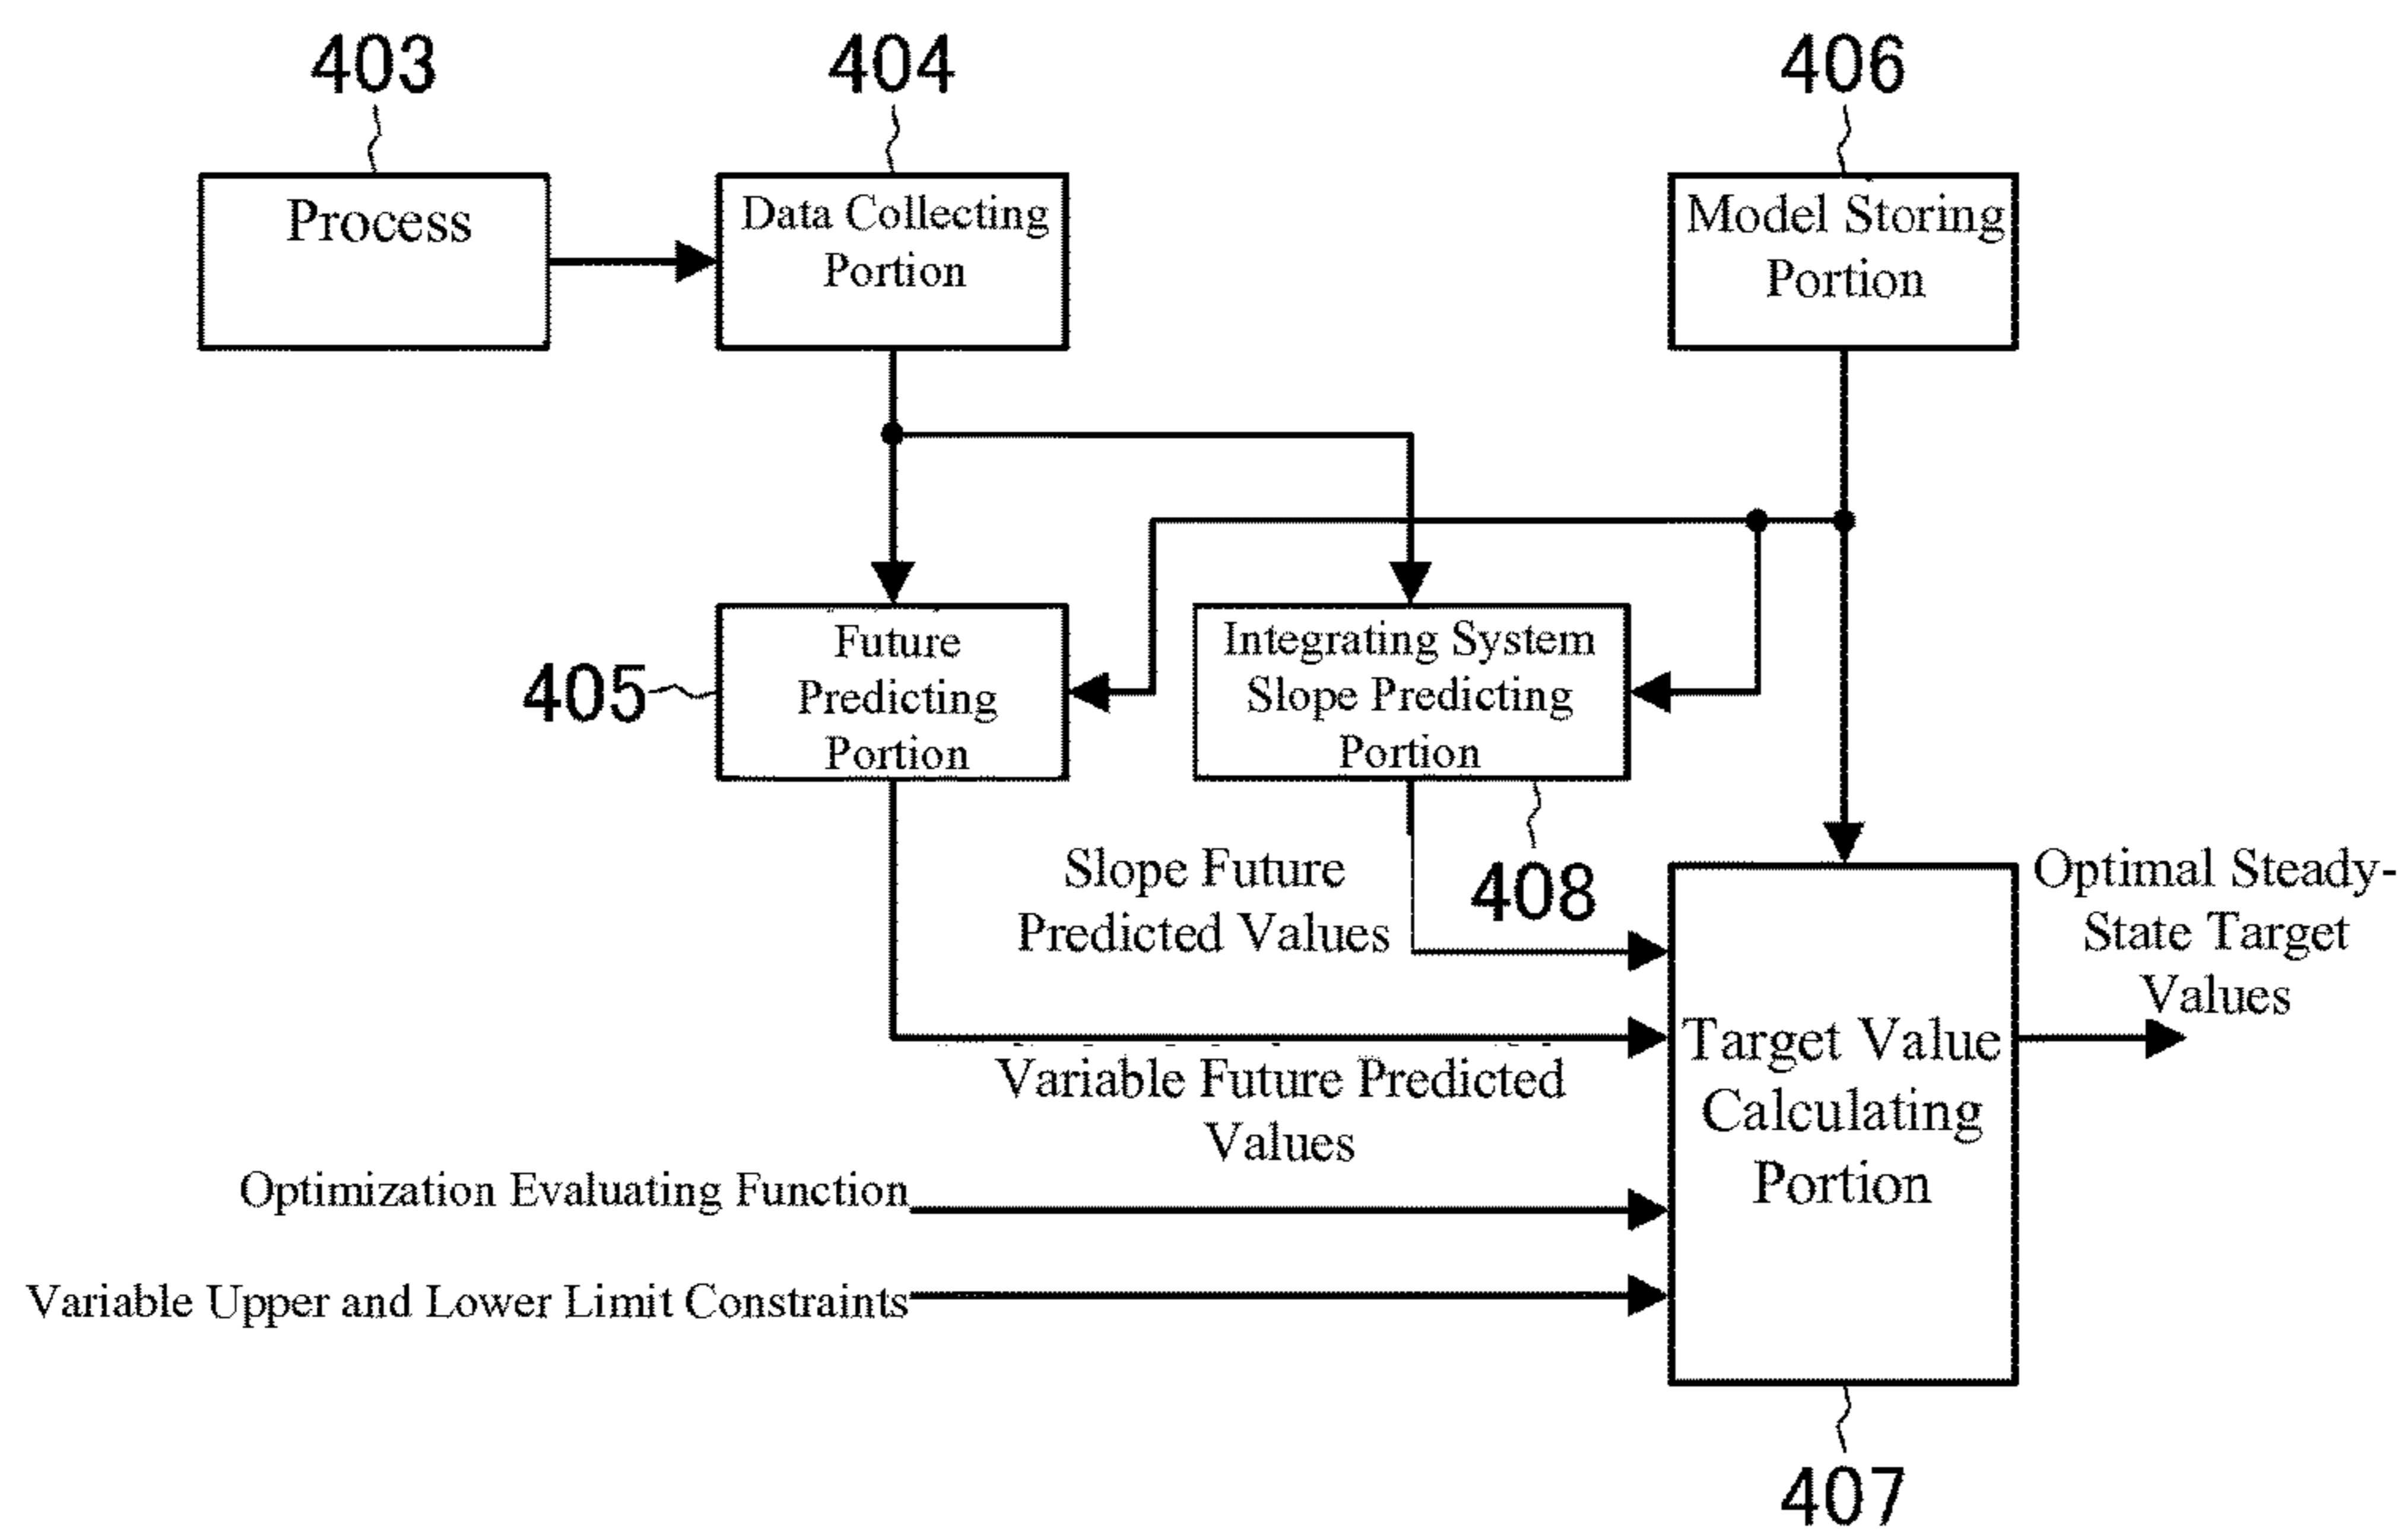 403
404
406
Process
Data Collecting
Portion
Model Storing
Portion
405
Future
Predicting
Portion
Integrating System
Slope Predicting
Portion
408
Slope Future
Predicted Values
Variable Future Predicted
Values
Optimization Evaluating Function
Variable Upper and Lower Limit Constraints
Target Value
Calculating
Portion
Optimal Steady-
State Target
Values
407